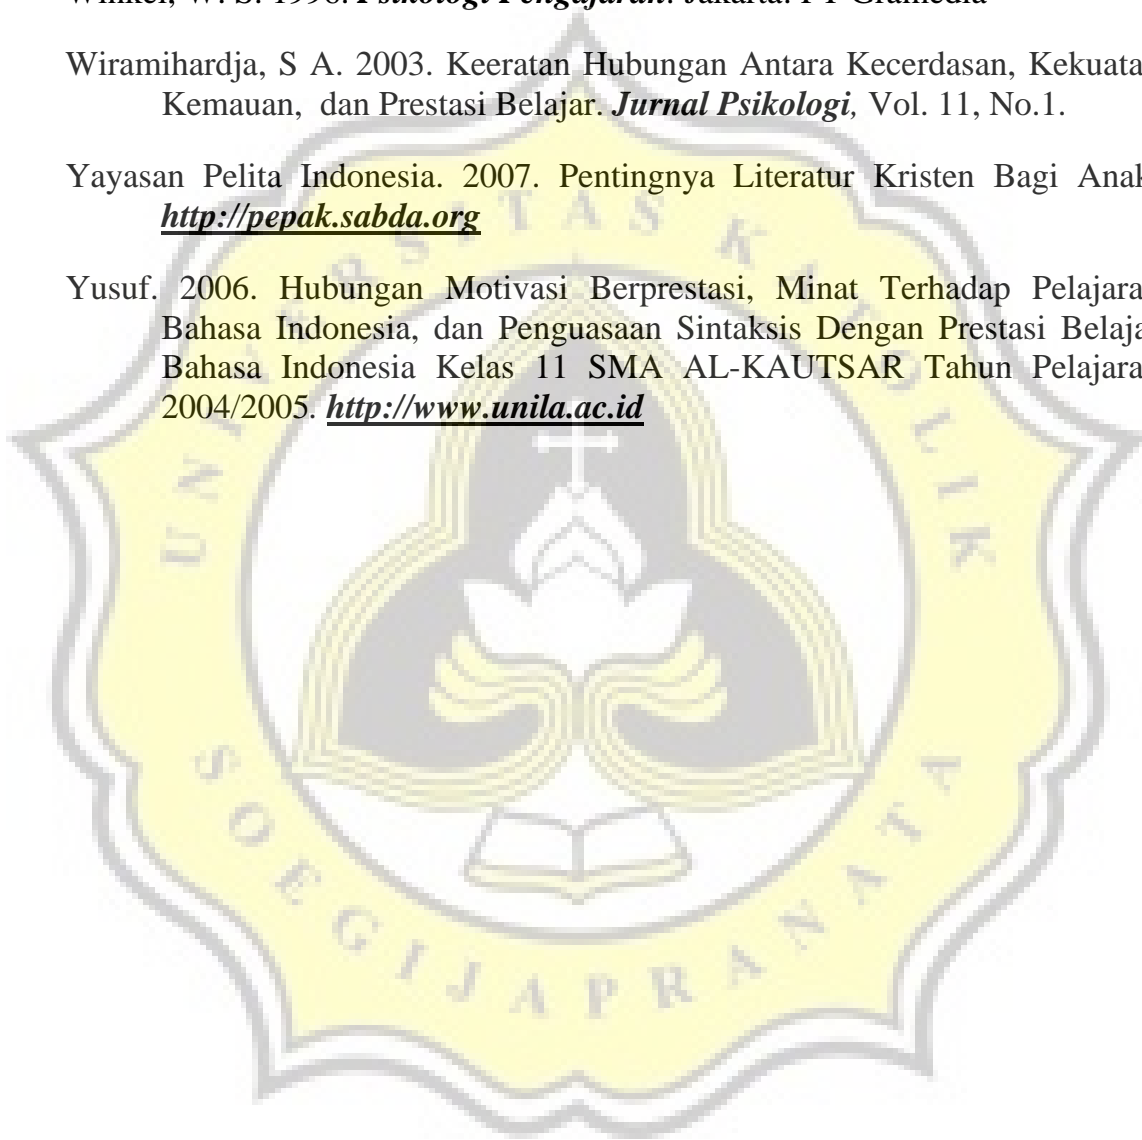 Wiramihardja, S A. 2003. Keeratan Hubungan Antara Kecerdasan, Kekuata
Kemauan, dan Prestasi Belajar. Jurnal Psikologi, Vol. 11, No.1.
Yayasan Pelita Indonesia. 2007. Pentingnya Literatur Kristen Bagi Anak
http://pepak.sabda.org
Yusuf. 2006. Hubungan Motivasi Berprestasi, Minat Terhadap Pelajara
Bahasa Indonesia, dan Penguasaan Sintaksis Dengan Prestasi Belaja
Bahasa Indonesia Kelas 11 SMA AL-KAUTSAR Tahun Pelajara
2004/2005. http://www.unila.ac.id
UNIVERSITAS KATOLIK
SOEGIJAPRANATA